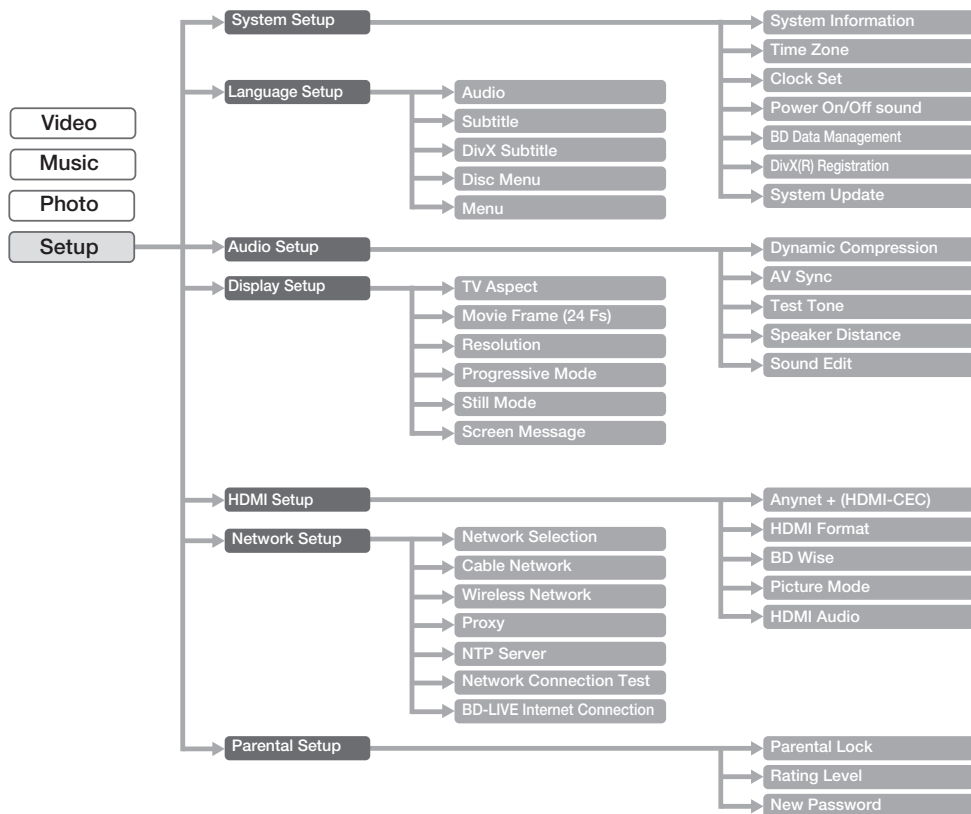 Video
Music
Photo
Setup
System Setup
System Information
Time Zone
Clock Set
Power On/Off sound
BD Data Management
DivX(R) Registration
System Update
Language Setup
Audio
Subtitle
DivX Subtitle
Disc Menu
Menu
Audio Setup
Dynamic Compression
AV Sync
Test Tone
Speaker Distance
Sound Edit
Display Setup
TV Aspect
Movie Frame (24 Fs)
Resolution
Progressive Mode
Still Mode
Screen Message
HDMI Setup
Anynet + (HDMI-CEC)
HDMI Format
BD Wise
Picture Mode
HDMI Audio
Network Setup
Network Selection
Cable Network
Wireless Network
Proxy
NTP Server
Network Connection Test
BD-LIVE Internet Connection
Parental Setup
Parental Lock
Rating Level
New Password